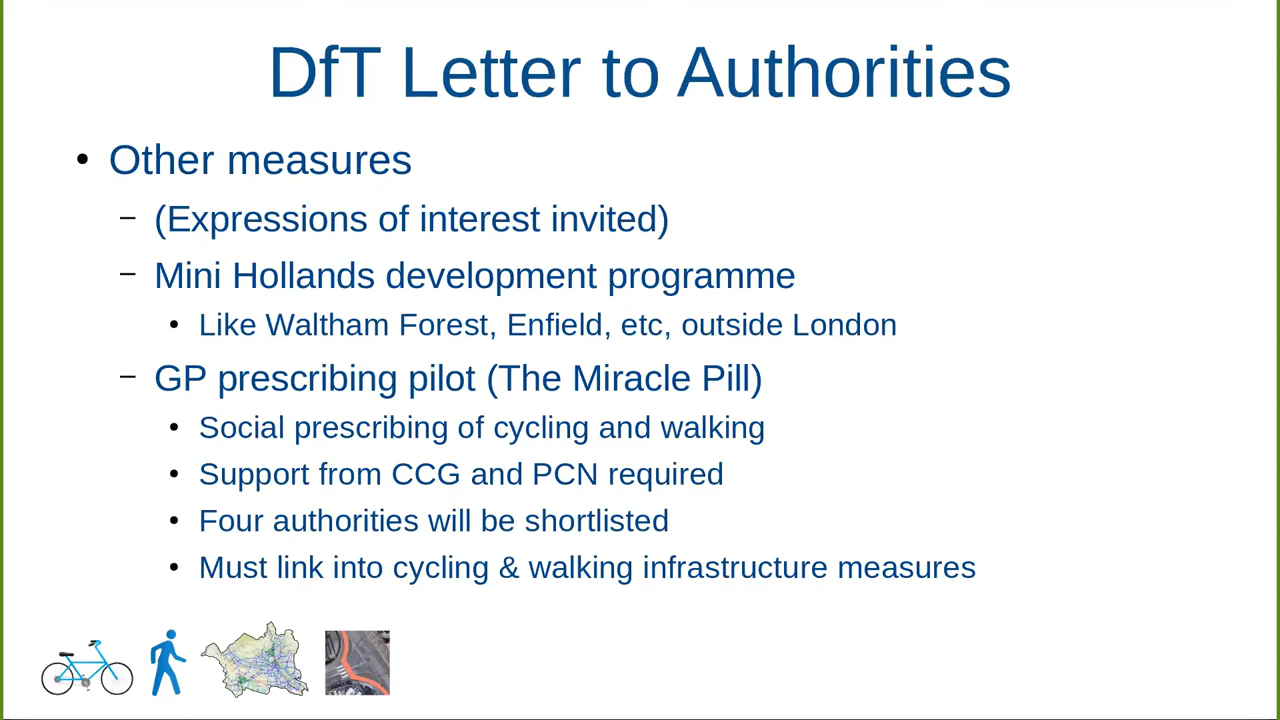 DfT Letter to Authorities
• Other measures
– (Expressions of interest invited)
– Mini Hollands development programme
• Like Waltham Forest, Enfield, etc, outside London
– GP prescribing pilot (The Miracle Pill)
• Social prescribing of cycling and walking
• Support from CCG and PCN required
• Four authorities will be shortlisted
• Must link into cycling & walking infrastructure measures